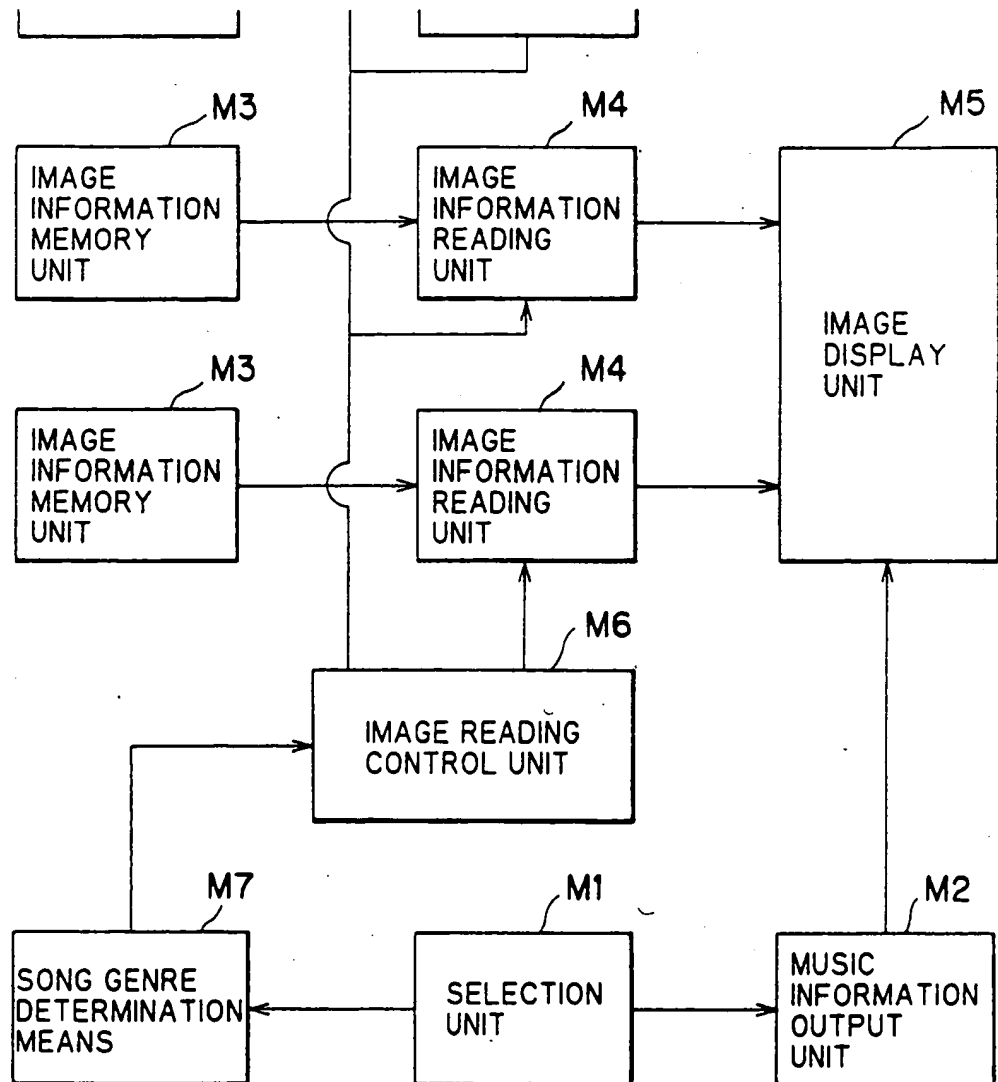 M3
M4
M5
IMAGE
INFORMATION
MEMORY
UNIT
IMAGE
INFORMATION
READING
UNIT
IMAGE
DISPLAY
UNIT
M3
M4
IMAGE
INFORMATION
MEMORY
UNIT
IMAGE
INFORMATION
READING
UNIT
M6
IMAGE READING
CONTROL UNIT
M7
M1
M2
SONG GENRE
DETERMINATION
MEANS
SELECTION
UNIT
MUSIC
INFORMATION
OUTPUT
UNIT